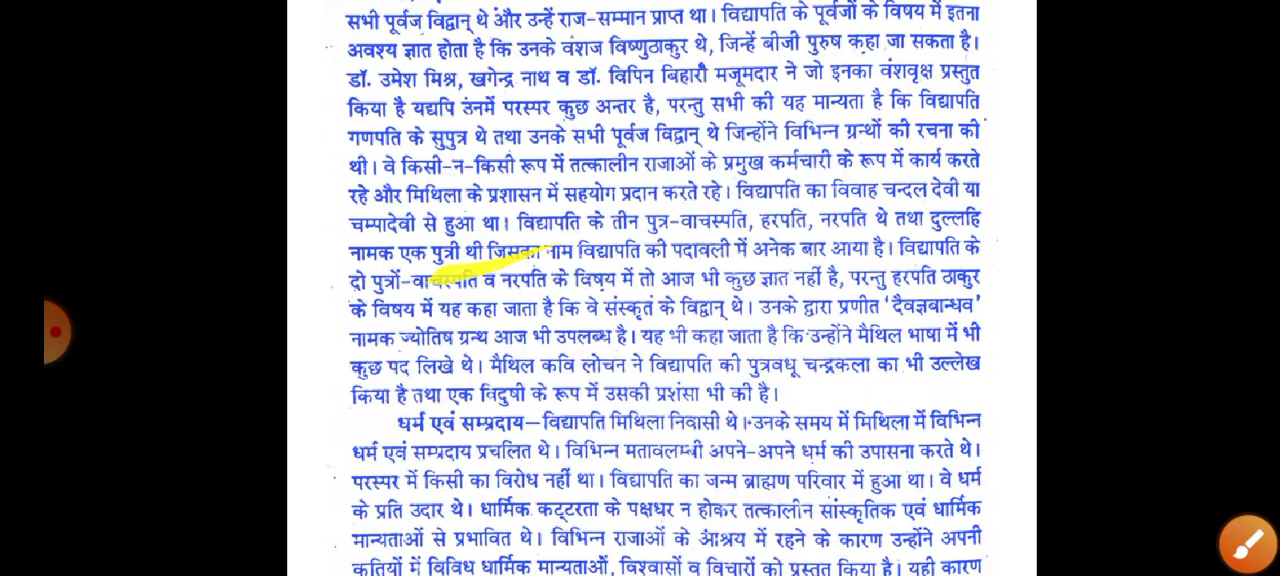 सभी पूर्वज विद्वान् थे और उन्हें राज-सम्मान प्राप्त था। विद्यापति के पूर्वजों के विषय में इतना
अवश्य ज्ञात होता है कि उनके वंशज विष्णुठाकुर थे, जिन्हें बीजी पुरुष कहा जा सकता है।
डॉ. उमेश मिश्र, खगेन्द्र नाथ व डॉ. विपिन बिहारी मजूमदार ने जो इनका वंशवृक्ष प्रस्तुत
किया है यद्यपि उनमें परस्पर कुछ अन्तर है, परन्तु सभी की यह मान्यता है कि विद्यापति
गणपति के सुपुत्र थे तथा उनके सभी पूर्वज विद्वान् थे जिन्होंने विभिन्न ग्रन्थों की रचना की
थी। वे किसी-न-किसी रूप में तत्कालीन राजाओं के प्रमुख कर्मचारी के रूप में कार्य करते
रहे और मिथिला के प्रशासन में सहयोग प्रदान करते रहे। विद्यापति का विवाह चन्दल देवी या
चम्पादेवी से हुआ था। विद्यापति के तीन पुत्र-वाचस्पति, हरपति, नरपति थे तथा दुल्लहि
नामक एक पुत्री थी जिसका नाम विद्यापति की पदावली में अनेक बार आया है। विद्यापति के
दो पुत्रों-वाचस्पति व नरपति के विषय में तो आज भी कुछ ज्ञात नहीं है, परन्तु हरपति ठाकुर
के विषय में यह कहा जाता है कि वे संस्कृत के विद्वान् थे। उनके द्वारा प्रणीत 'दैवज्ञबान्धव'
नामक ज्योतिष ग्रन्थ आज भी उपलब्ध है। यह भी कहा जाता है कि उन्होंने मैथिल भाषा में भी
कुछ पद लिखे थे। मैथिल कवि लोचन ने विद्यापति की पुत्रवधू चन्द्रकला का भी उल्लेख
किया है तथा एक विदुषी के रूप में उसकी प्रशंसा भी की है।
धर्म एवं सम्प्रदाय—विद्यापति मिथिला निवासी थे। उनके समय में मिथिला में विभिन्न
धर्म एवं सम्प्रदाय प्रचलित थे। विभिन्न मतावलम्बी अपने-अपने धर्म की उपासना करते थे।
परस्पर में किसी का विरोध नहीं था। विद्यापति का जन्म ब्राह्मण परिवार में हुआ था। वे धर्म
के प्रति उदार थे। धार्मिक कट्टरता के पक्षधर न होकर तत्कालीन सांस्कृतिक एवं धार्मिक
मान्यताओं से प्रभावित थे। विभिन्न राजाओं के आश्रय में रहने के कारण उन्होंने अपनी
कृतियों में विविध धार्मिक मान्यताओं, विश्वासों व विचारों को प्रस्तुत किया है। यही कारण